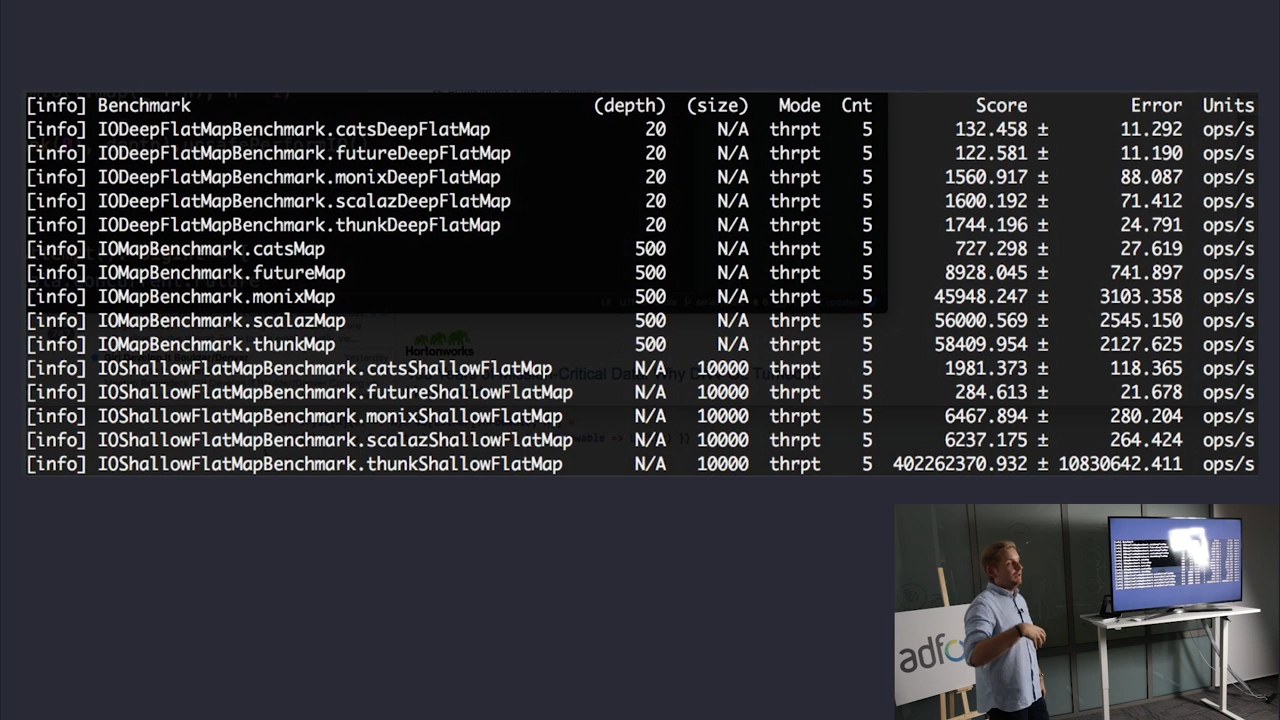 [info] Benchmark (depth) (size) Mode Cnt Score Error Units
[info] IODeepFlatMapBenchmark.catsDeepFlatMap 20 N/A thrpt 5 132.458 ± 11.292 ops/s
[info] IODeepFlatMapBenchmark.futureDeepFlatMap 20 N/A thrpt 5 122.581 ± 11.190 ops/s
[info] IODeepFlatMapBenchmark.monixDeepFlatMap 20 N/A thrpt 5 1560.917 ± 88.087 ops/s
[info] IODeepFlatMapBenchmark.scalazDeepFlatMap 20 N/A thrpt 5 1600.192 ± 71.412 ops/s
[info] IODeepFlatMapBenchmark.thunkDeepFlatMap 20 N/A thrpt 5 1744.196 ± 24.791 ops/s
[info] IOMapBenchmark.catsMap 500 N/A thrpt 5 727.298 ± 27.619 ops/s
[info] IOMapBenchmark.futureMap 500 N/A thrpt 5 8928.045 ± 741.897 ops/s
[info] IOMapBenchmark.monixMap 500 N/A thrpt 5 45948.247 ± 3103.358 ops/s
[info] IOMapBenchmark.scalazMap 500 N/A thrpt 5 56000.569 ± 2545.150 ops/s
[info] IOMapBenchmark.thunkMap 500 N/A thrpt 5 58409.954 ± 2127.625 ops/s
[info] IOShallowFlatMapBenchmark.catsShallowFlatMap N/A 10000 thrpt 5 1981.373 ± 118.365 ops/s
[info] IOShallowFlatMapBenchmark.futureShallowFlatMap N/A 10000 thrpt 5 284.613 ± 21.678 ops/s
[info] IOShallowFlatMapBenchmark.monixShallowFlatMap N/A 10000 thrpt 5 6467.894 ± 280.204 ops/s
[info] IOShallowFlatMapBenchmark.scalazShallowFlatMap N/A 10000 thrpt 5 6237.175 ± 264.424 ops/s
[info] IOShallowFlatMapBenchmark.thunkShallowFlatMap N/A 10000 thrpt 5 402262370.932 ± 10830642.411 ops/s
Hortonworks
adfo